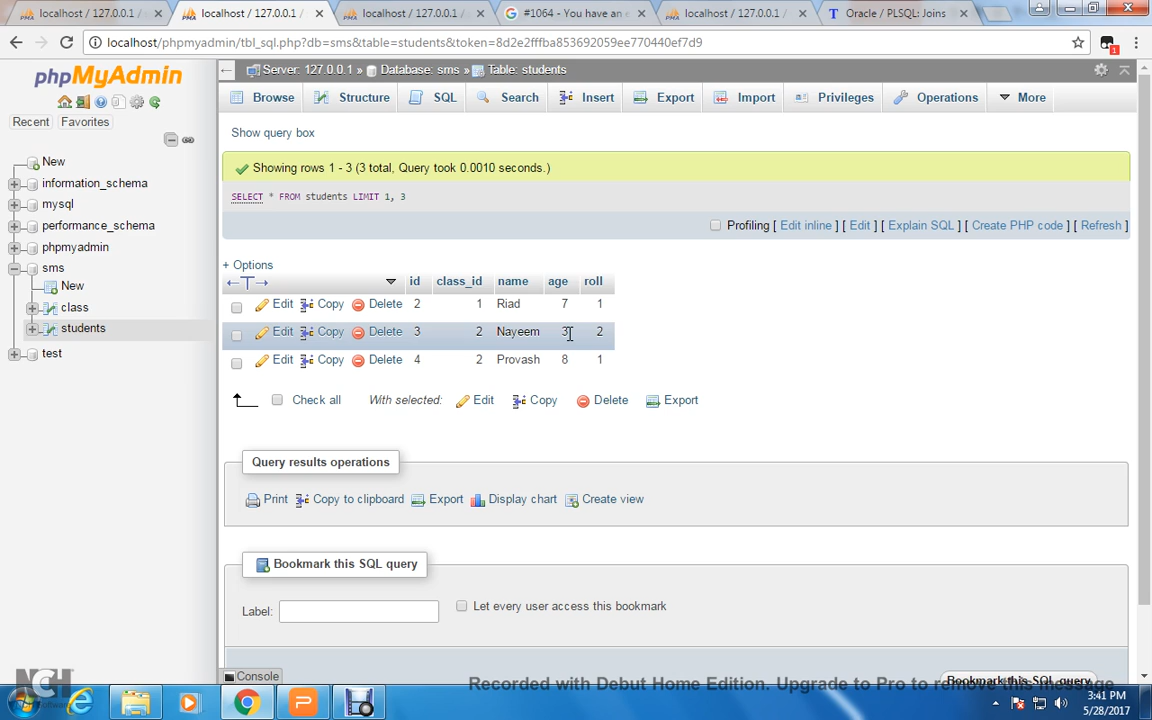 localhost / 127.0.0.1 / localhost / 127.0.0.1 / localhost / 127.0.0.1 / #1064 - You have an e localhost / 127.0.0.1 / Oracle / PLSQL: Joins
localhost/phpmyadmin/tbl_sql.php?db=sms&table=students&token=8d2e2fffba853692059ee770440ef7d9
phpMyAdmin
Recent Favorites
New
information_schema
mysql
performance_schema
phpmyadmin
sms
New
class
students
test
Server: 127.0.0.1 » Database: sms » Table: students
Browse Structure SQL Search Insert Export Import Privileges Operations More
Show query box
Showing rows 1 - 3 (3 total, Query took 0.0010 seconds.)
SELECT * FROM students LIMIT 1, 3
Profiling [ Edit inline ] [ Edit ] [ Explain SQL ] [ Create PHP code ] [ Refresh ]
+ Options
id class_id name age roll
Edit Copy Delete 2 1 Riad 7 1
Edit Copy Delete 3 2 Nayeem 3 2
Edit Copy Delete 4 2 Provash 8 1
Check all With selected: Edit Copy Delete Export
Query results operations
Print Copy to clipboard Export Display chart Create view
Bookmark this SQL query
Label: Let every user access this bookmark
Console
Bookmark this SQL query
NCH
Software
Recorded with Debut Home Edition. Upgrade to Pro to remove this message
3:41 PM
5/28/2017